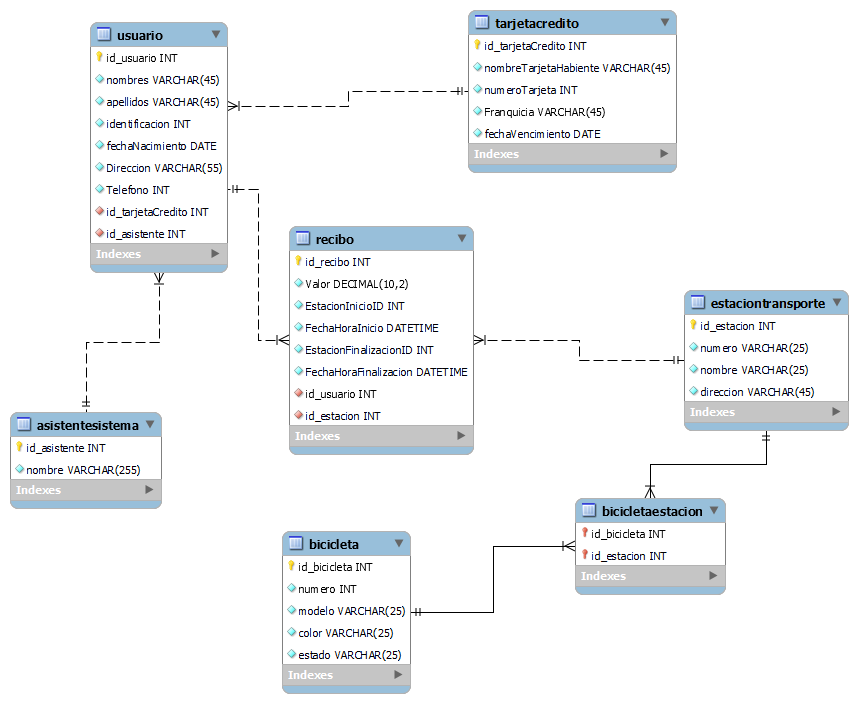 usuario
id_usuario INT
nombres VARCHAR(45)
apellidos VARCHAR(45)
identificacion INT
fechaNacimiento DATE
Direccion VARCHAR(55)
Telefono INT
id_tarjetaCredito INT
id_asistente INT
Indexes
tarjetacredito
id_tarjetaCredito INT
nombreTarjetaHabiente VARCHAR(45)
numeroTarjeta INT
Franquicia VARCHAR(45)
fechaVencimiento DATE
Indexes
recibo
id_recibo INT
Valor DECIMAL(10,2)
EstacionInicioID INT
FechaHoraInicio DATETIME
EstacionFinalizacionID INT
FechaHoraFinalizacion DATETIME
id_usuario INT
id_estacion INT
Indexes
estaciontransporte
id_estacion INT
numero VARCHAR(25)
nombre VARCHAR(25)
direccion VARCHAR(45)
Indexes
asistentesistema
id_asistente INT
nombre VARCHAR(255)
Indexes
bicicletaestacion
id_bicicleta INT
id_estacion INT
Indexes
bicicleta
id_bicicleta INT
numero INT
modelo VARCHAR(25)
color VARCHAR(25)
estado VARCHAR(25)
Indexes